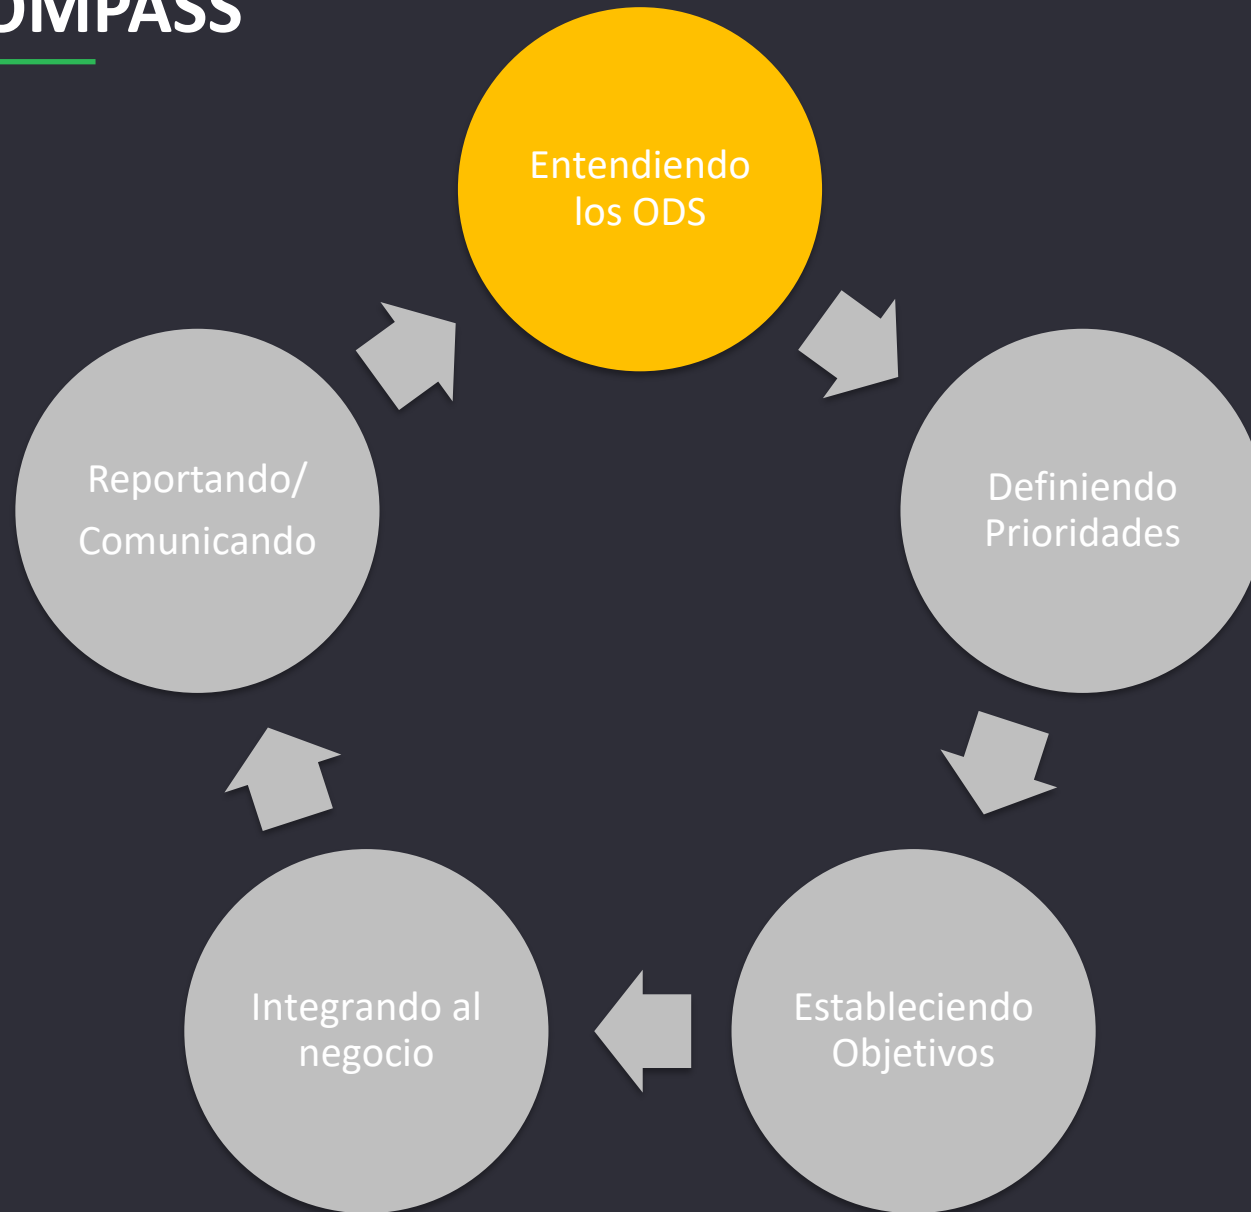 OMPASS
Entendiendo
los ODS
Definiendo
Prioridades
Estableciendo
Objetivos
Integrando al
negocio
Reportando/
Comunicando